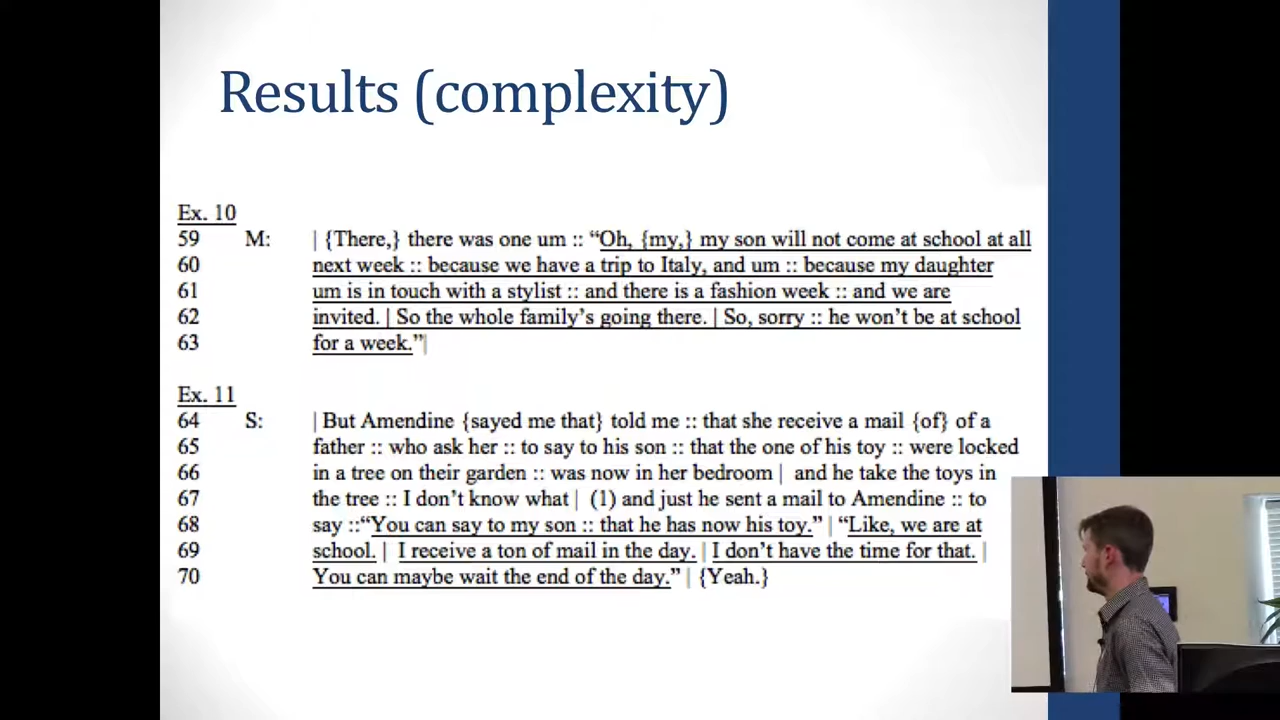 Results (complexity)
Ex. 10
59 M: | {There,} there was one um :: “Oh, {my,} my son will not come at school at all
60 next week :: because we have a trip to Italy, and um :: because my daughter
61 um is in touch with a stylist :: and there is a fashion week :: and we are
62 invited. | So the whole family’s going there. | So, sorry :: he won’t be at school
63 for a week.”|
Ex. 11
64 S: | But Amendine {sayed me that} told me :: that she receive a mail {of} of a
65 father :: who ask her :: to say to his son :: that the one of his toy :: were locked
66 in a tree on their garden :: was now in her bedroom | and he take the toys in
67 the tree :: I don’t know what | (1) and just he sent a mail to Amendine :: to
68 say ::“You can say to my son :: that he has now his toy.” | “Like, we are at
69 school. | I receive a ton of mail in the day. | I don’t have the time for that. |
70 You can maybe wait the end of the day.” | {Yeah.}